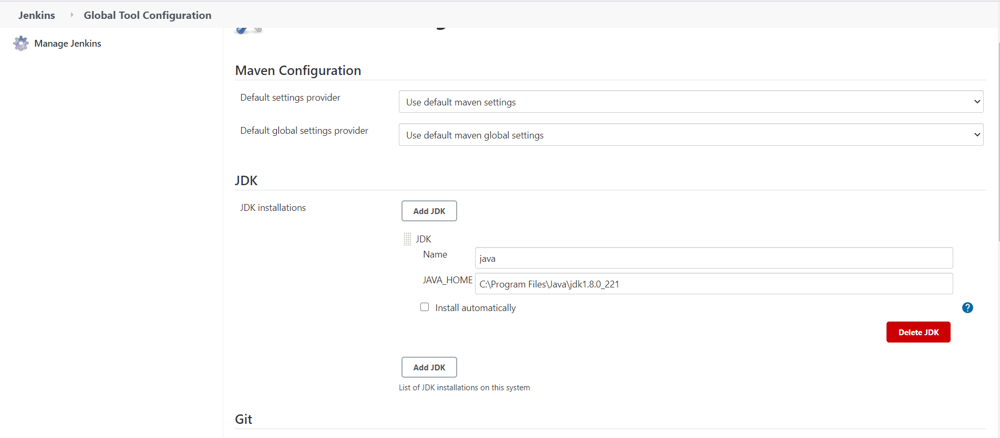 Jenkins
Global Tool Configuration
Manage Jenkins
Maven Configuration
Default settings provider
Use default maven settings
Default global settings provider
Use default maven global settings
JDK
JDK installations
Add JDK
JDK
Name
java
JAVA_HOME
C:\Program Files\Java\jdk1.8.0_221
Install automatically
?
Delete JDK
Add JDK
List of JDK installations on this system
Git